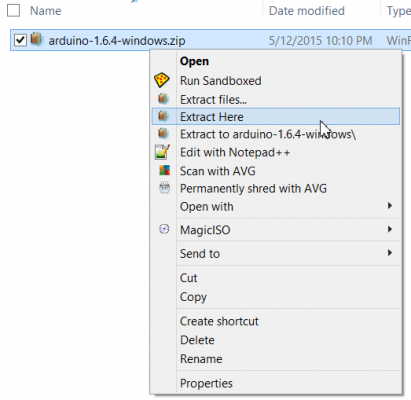 Name Date modified Type
arduino-1.6.4-windows.zip 5/12/2015 10:10 PM WinR
Open
Run Sandboxed
Extract files...
Extract Here
Extract to arduino-1.6.4-windows\
Edit with Notepad++
Scan with AVG
Permanently shred with AVG
Open with
MagicISO
Send to
Cut
Copy
Create shortcut
Delete
Rename
Properties